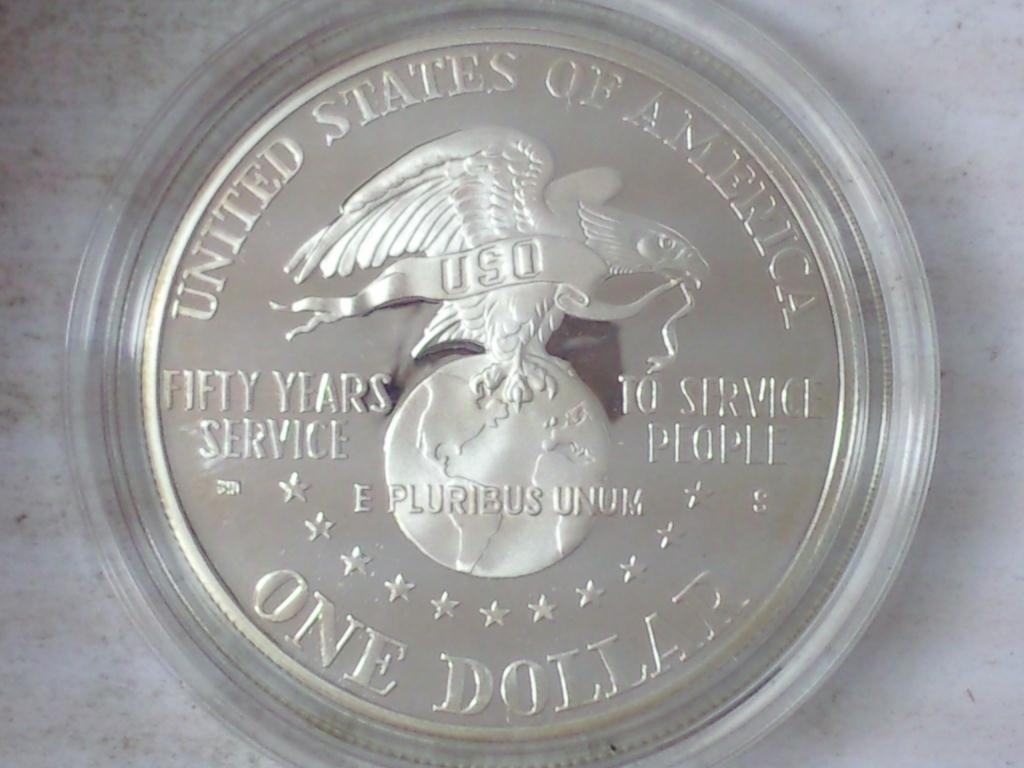 UNITED STATES OF AMERICA
USO
FIFTY YEARS
SERVICE
TO SERVICE
PEOPLE
E PLURIBUS UNUM
S
ONE DOLLAR